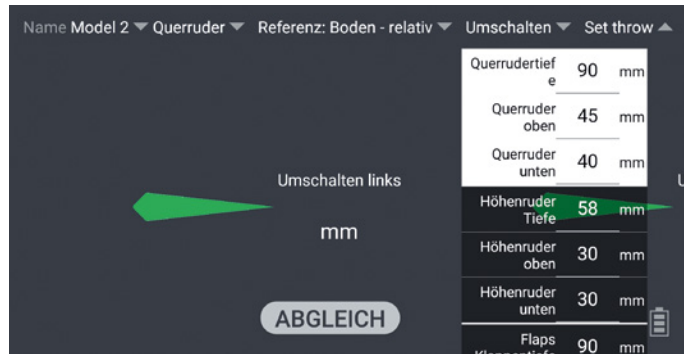 Name Model 2 Querruder Referenz: Boden - relativ Umschalten Set throw
Querrudertief
e 90 mm
Querruder
oben 45 mm
Querruder
unten 40 mm
Umschalten links
U
Höhenruder
Tiefe 58 mm
mm
Höhenruder
oben 30 mm
Höhenruder
unten 30 mm
ABGLEICH
Flaps
90 mm